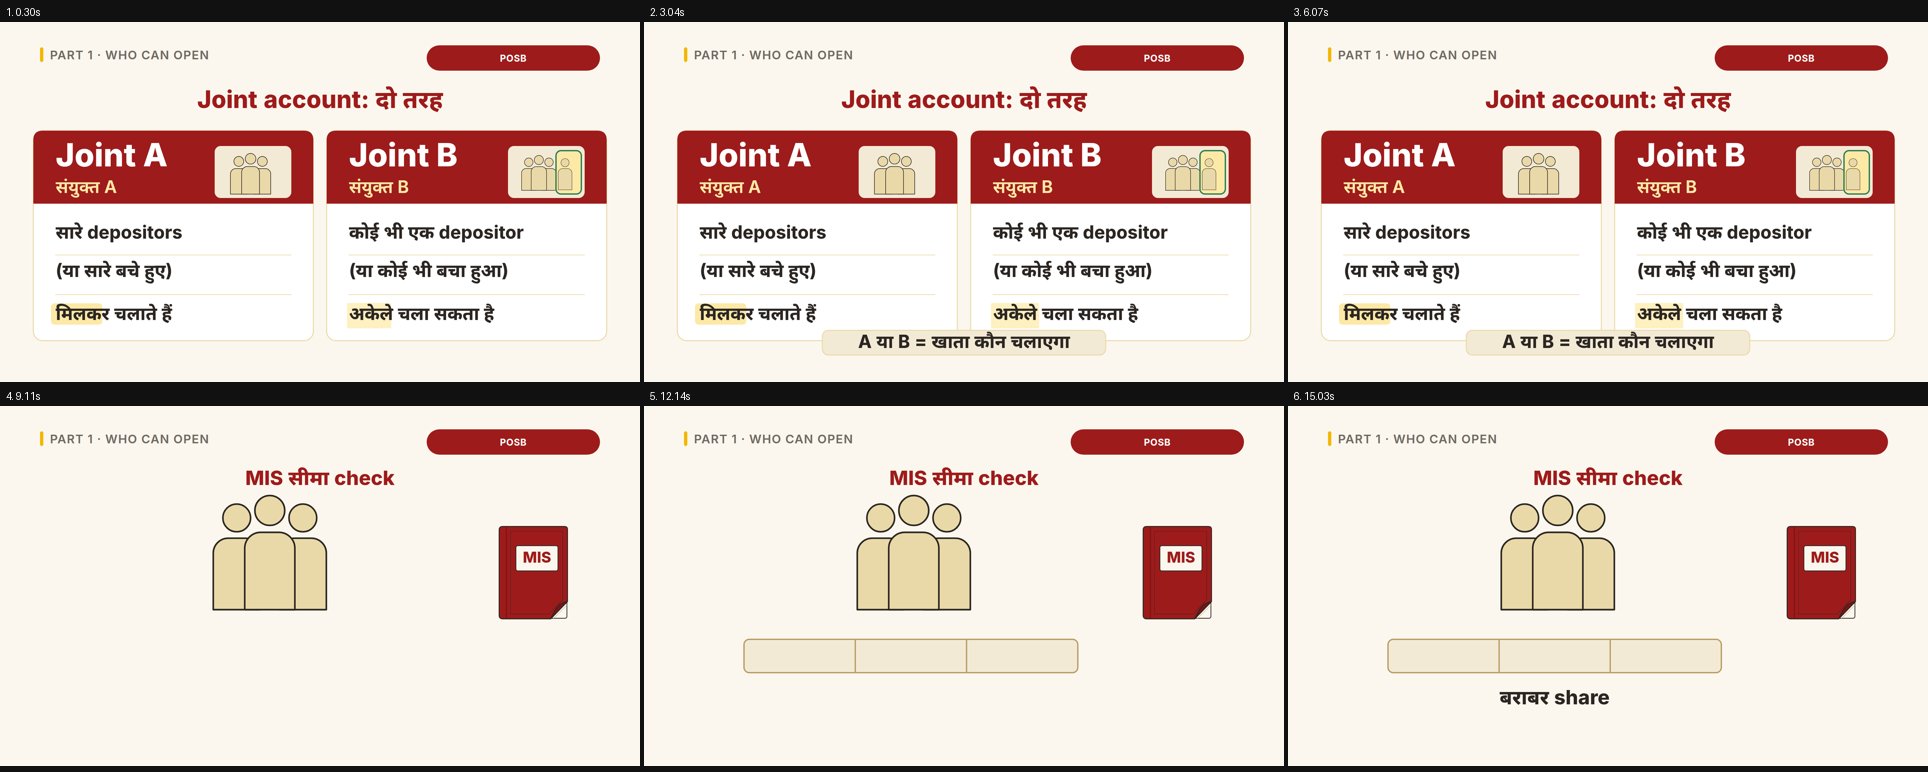 1. 0.30s
PART 1 · WHO CAN OPEN
POSB
Joint account: दो तरह
Joint A
संयुक्त A
सारे depositors
(या सारे बचे हुए)
मिलकर चलाते हैं
Joint B
संयुक्त B
कोई भी एक depositor
(या कोई भी बचा हुआ)
अकेले चला सकता है
2. 3.04s
PART 1 · WHO CAN OPEN
POSB
Joint account: दो तरह
Joint A
संयुक्त A
सारे depositors
(या सारे बचे हुए)
मिलकर चलाते हैं
Joint B
संयुक्त B
कोई भी एक depositor
(या कोई भी बचा हुआ)
अकेले चला सकता है
A या B = खाता कौन चलाएगा
3. 6.07s
PART 1 · WHO CAN OPEN
POSB
Joint account: दो तरह
Joint A
संयुक्त A
सारे depositors
(या सारे बचे हुए)
मिलकर चलाते हैं
Joint B
संयुक्त B
कोई भी एक depositor
(या कोई भी बचा हुआ)
अकेले चला सकता है
A या B = खाता कौन चलाएगा
4. 9.11s
PART 1 · WHO CAN OPEN
POSB
MIS सीमा check
MIS
5. 12.14s
PART 1 · WHO CAN OPEN
POSB
MIS सीमा check
MIS
6. 15.03s
PART 1 · WHO CAN OPEN
POSB
MIS सीमा check
MIS
बराबर share